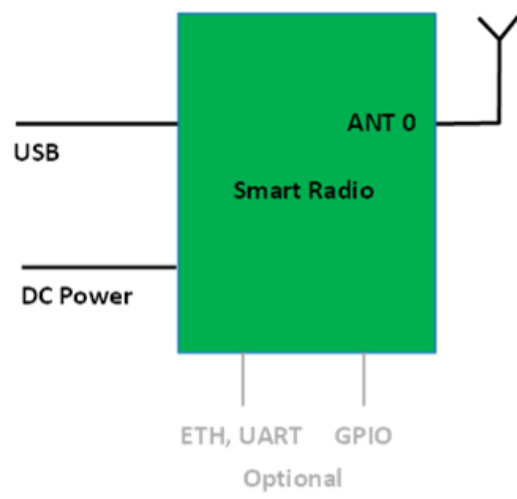 ANT 0
USB
Smart Radio
DC Power
ETH, UART GPIO
Optional